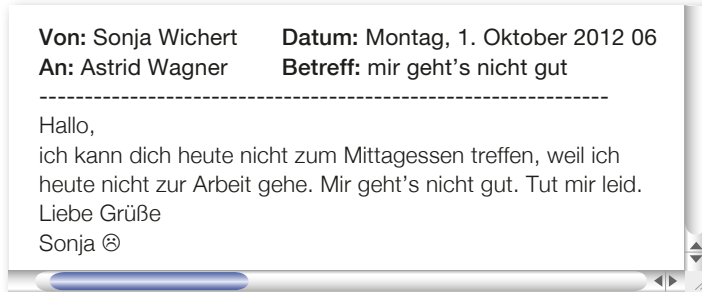 Von: Sonja Wichert Datum: Montag, 1. Oktober 2012 06
An: Astrid Wagner Betreff: mir geht's nicht gut
---------------------------------------------------------------
Hallo,
ich kann dich heute nicht zum Mittagessen treffen, weil ich
heute nicht zur Arbeit gehe. Mir geht's nicht gut. Tut mir leid.
Liebe Grüße
Sonja ☹